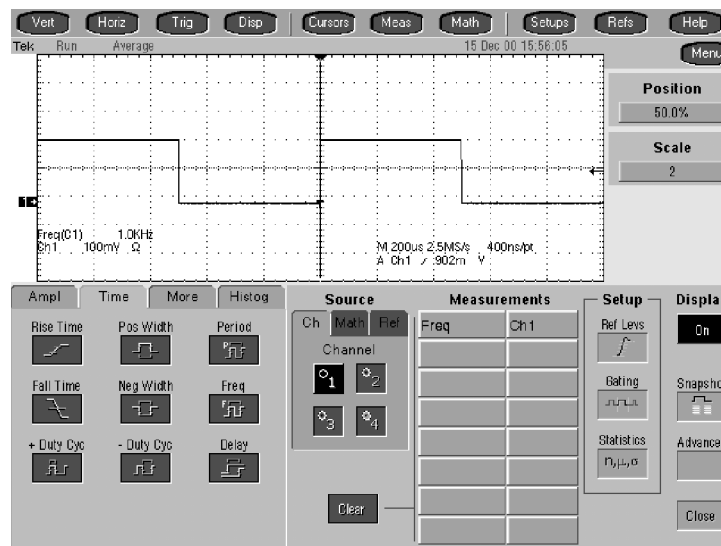 Vert Horiz Trig Disp Cursors Meas Math Setups Refs Help
Tek Run Average 15 Dec 00 15:56:05
Menu
Position
50.0%
Scale
2
1
Freq(C1) 1.0KHz
Ch1 100mV Ω
M 200us 2.5MS/s 400ns/pt
A Ch1 .902m V
Ampl Time More Histog
Rise Time Pos Width Period
Fall Time Neg Width Freq
+ Duty Cyc - Duty Cyc Delay
Source
Ch Math Ref
Channel
1 2
3 4
Clear
Measurements
Freq Ch1
Setup
Ref Levs
Gating
Statistics
n,μ,σ
Displa
On
Snapsho
Advance
Close